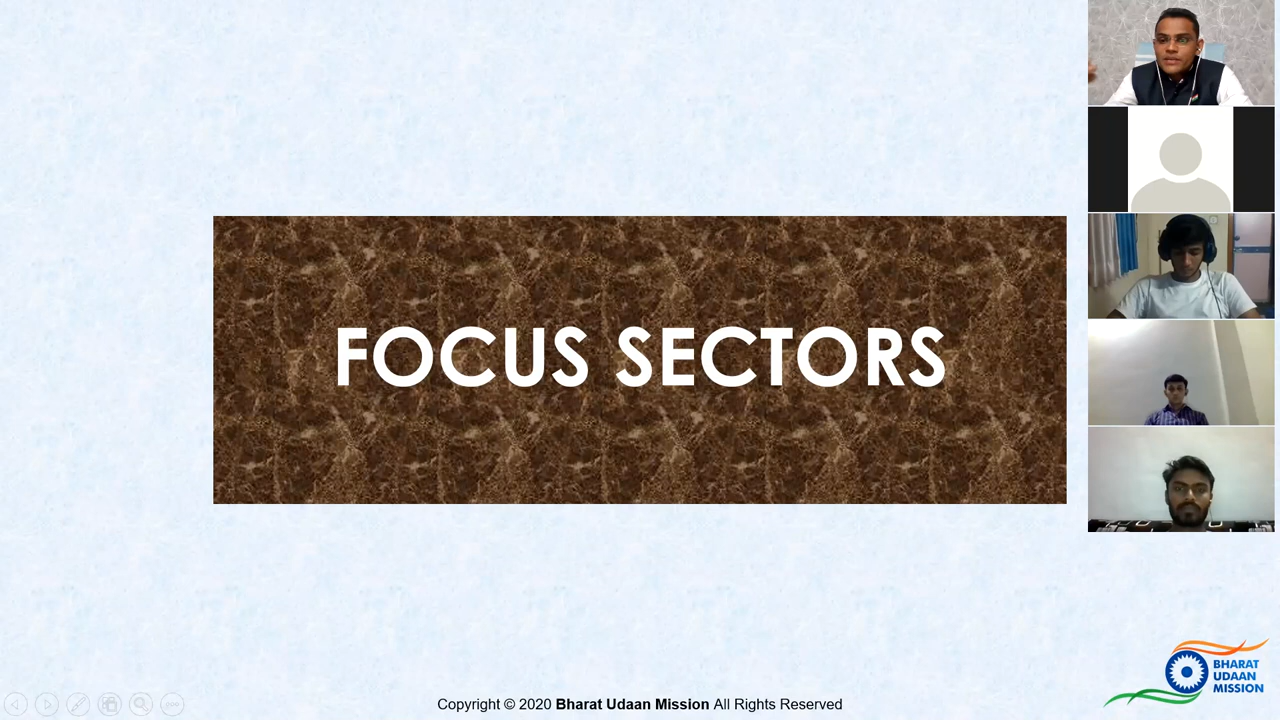 FOCUS SECTORS
BHARAT
UDAAN
MISSION
Copyright © 2020 Bharat Udaan Mission All Rights Reserved